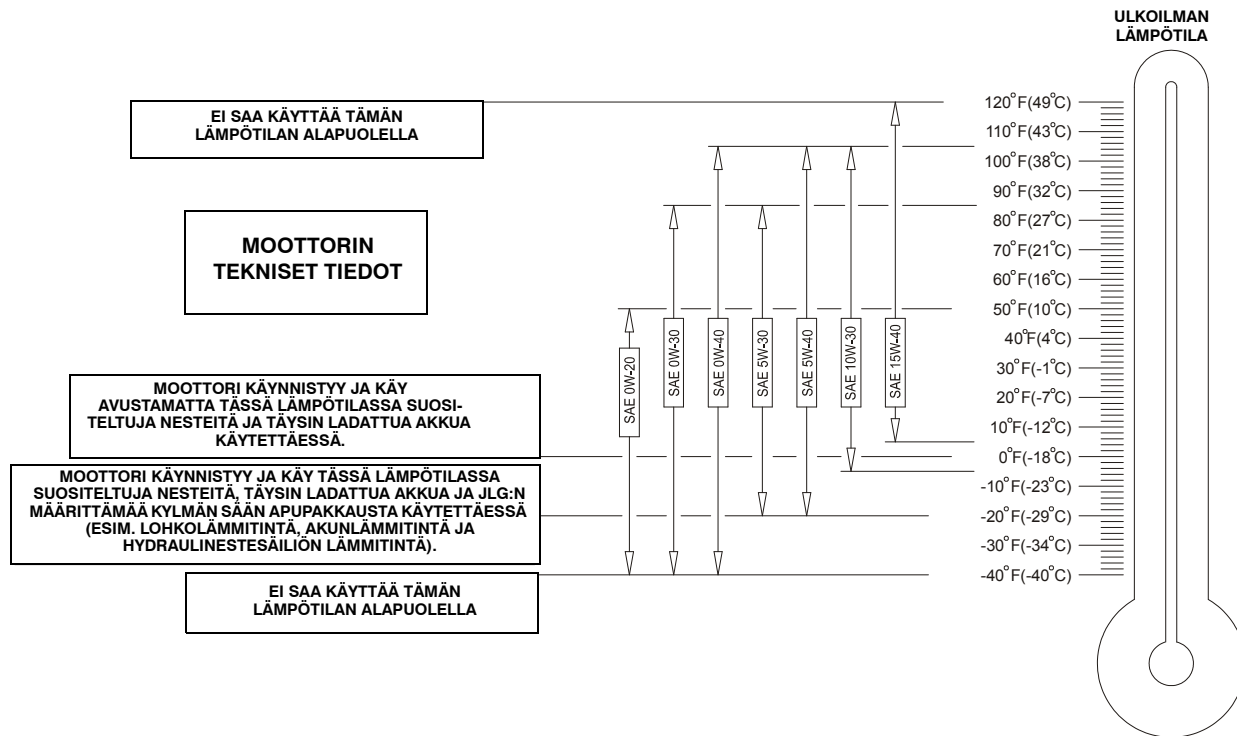 ULKOILMAN
LÄMPÖTILA
EI SAA KÄYTTÄÄ TÄMÄN
LÄMPÖTILAN ALAPUOLELLA
MOOTTORIN
TEKNISET TIEDOT
MOOTTORI KÄYNNISTYY JA KÄY
AVUSTAMATTA TÄSSÄ LÄMPÖTILASSA SUOSI-
TELTUJA NESTEITÄ JA TÄYSIN LADATTUA AKKUA
KÄYTETTÄESSÄ.
MOOTTORI KÄYNNISTYY JA KÄY TÄSSÄ LÄMPÖTILASSA
SUOSITELTUJA NESTEITÄ, TÄYSIN LADATTUA AKKUA JA JLG:N
MÄÄRITTÄMÄÄ KYLMÄN SÄÄN APUPAKKAUSTA KÄYTETTÄESSÄ
(ESIM. LOHKOLÄMMITINTÄ, AKUNLÄMMITINTÄ JA
HYDRAULINESTESÄILIÖN LÄMMITINTÄ).
EI SAA KÄYTTÄÄ TÄMÄN
LÄMPÖTILAN ALAPUOLELLA
SAE 0W-20
SAE 0W-30
SAE 0W-40
SAE 5W-30
SAE 5W-40
SAE 10W-30
SAE 15W-40
120°F(49°C)
110°F(43°C)
100°F(38°C)
90°F(32°C)
80°F(27°C)
70°F(21°C)
60°F(16°C)
50°F(10°C)
40°F(4°C)
30°F(-1°C)
20°F(-7°C)
10°F(-12°C)
0°F(-18°C)
-10°F(-23°C)
-20°F(-29°C)
-30°F(-34°C)
-40°F(-40°C)